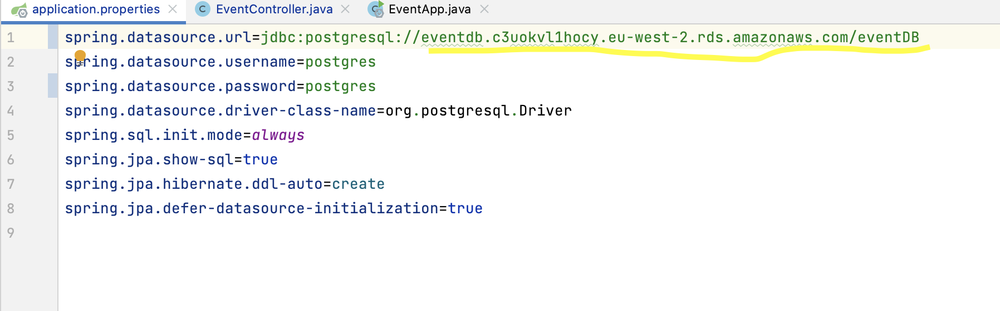 application.properties EventController.java EventApp.java
1 spring.datasource.url=jdbc:postgresql://eventdb.c3uokvl1hocy.eu-west-2.rds.amazonaws.com/eventDB
2 spring.datasource.username=postgres
3 spring.datasource.password=postgres
4 spring.datasource.driver-class-name=org.postgresql.Driver
5 spring.sql.init.mode=always
6 spring.jpa.show-sql=true
7 spring.jpa.hibernate.ddl-auto=create
8 spring.jpa.defer-datasource-initialization=true
9